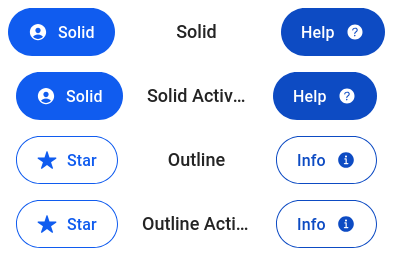 Solid Solid Help
Solid Solid Activ... Help
Star Outline Info
Star Outline Acti... Info